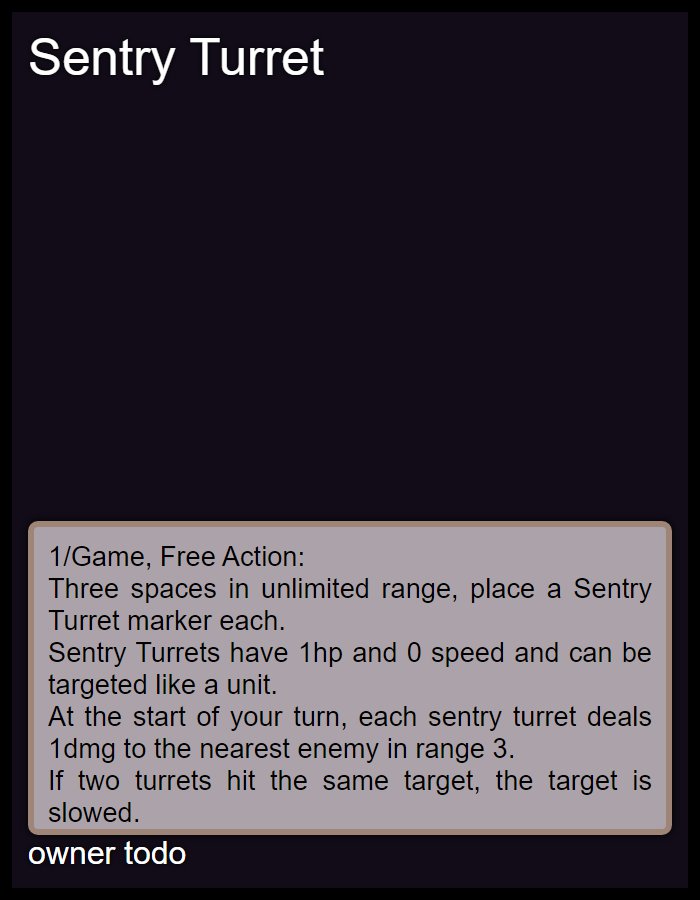 Sentry Turret
1/Game, Free Action:
Three spaces in unlimited range, place a Sentry
Turret marker each.
Sentry Turrets have 1hp and 0 speed and can be
targeted like a unit.
At the start of your turn, each sentry turret deals
1dmg to the nearest enemy in range 3.
If two turrets hit the same target, the target is
slowed.
owner todo